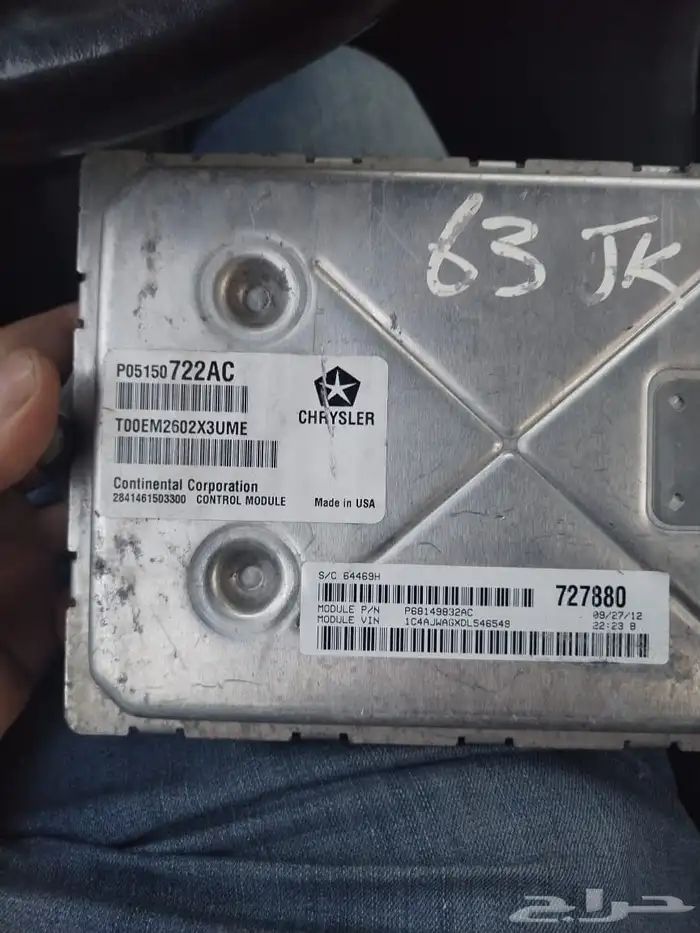 63 JK
P05150722AC
CHRYSLER
T00EM2602X3UME
Continental Corporation
2841461503300 CONTROL MODULE Made in USA
S/C 64469H
727880
MODULE P/N P68149832AC 09/27/12
MODULE VIN 1C4AJWAGXDL546549 22:23 B
حراج